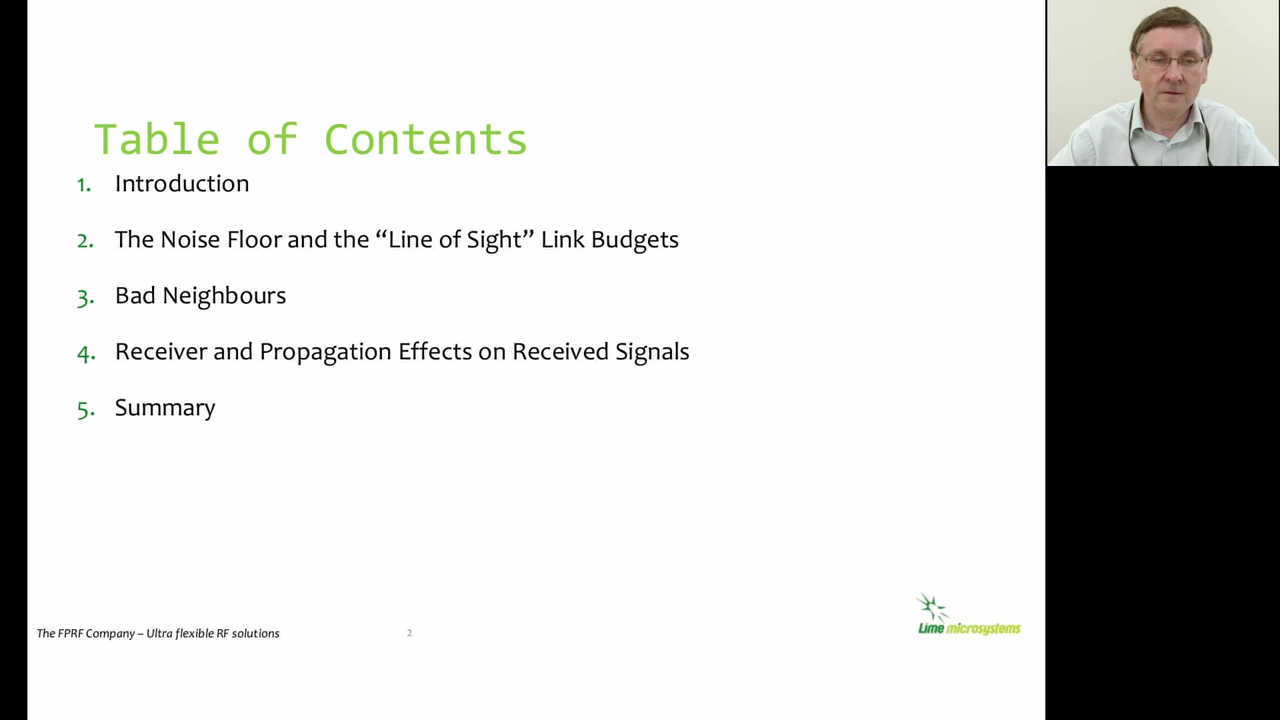 Table of Contents
1. Introduction
2. The Noise Floor and the “Line of Sight” Link Budgets
3. Bad Neighbours
4. Receiver and Propagation Effects on Received Signals
5. Summary
The FPRF Company – Ultra flexible RF solutions
2
Lime microsystems